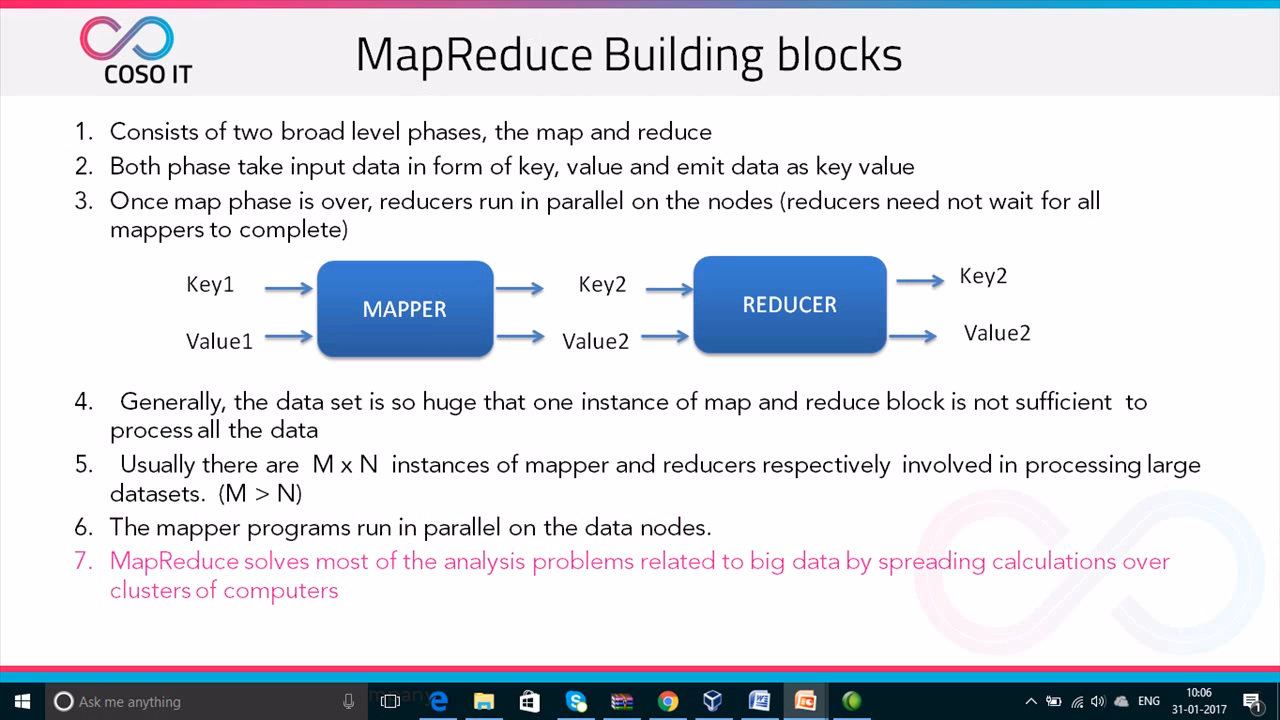 COSO IT
MapReduce Building blocks
1. Consists of two broad level phases, the map and reduce
2. Both phase take input data in form of key, value and emit data as key value
3. Once map phase is over, reducers run in parallel on the nodes (reducers need not wait for all
mappers to complete)
Key1
Value1
MAPPER
Key2
Value2
REDUCER
Key2
Value2
4. Generally, the data set is so huge that one instance of map and reduce block is not sufficient to
process all the data
5. Usually there are M x N instances of mapper and reducers respectively involved in processing large
datasets. (M > N)
6. The mapper programs run in parallel on the data nodes.
7. MapReduce solves most of the analysis problems related to big data by spreading calculations over
clusters of computers
Ask me anything
ENG
10:06
31-01-2017
1